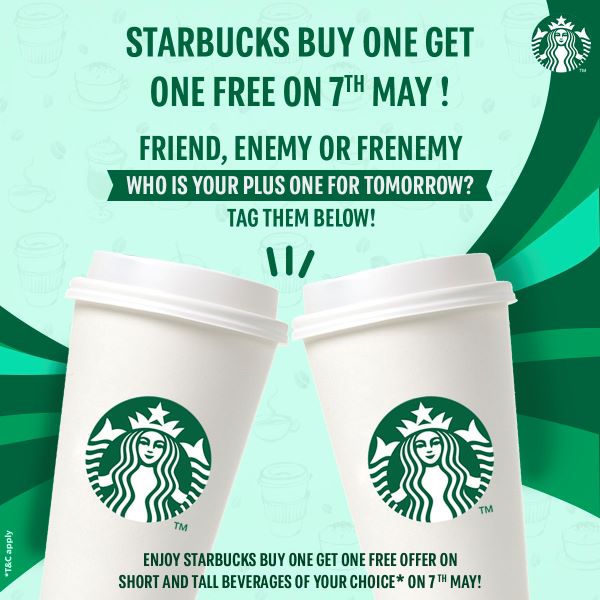 STARBUCKS BUY ONE GET
ONE FREE ON 7TH MAY !
FRIEND, ENEMY OR FRENEMY
WHO IS YOUR PLUS ONE FOR TOMORROW?
TAG THEM BELOW!
TM
TM
TM
ENJOY STARBUCKS BUY ONE GET ONE FREE OFFER ON
SHORT AND TALL BEVERAGES OF YOUR CHOICE* ON 7TH MAY!
*T&C apply